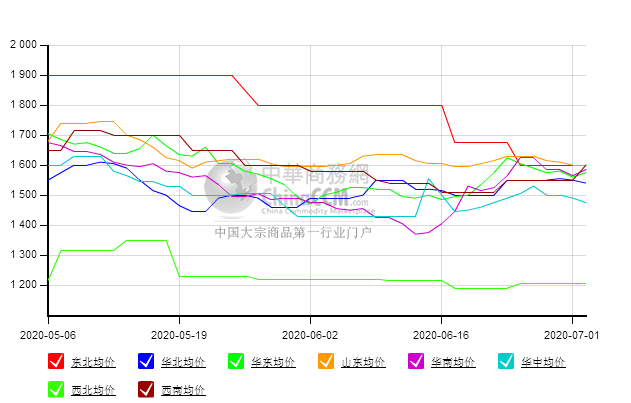 2 000
1 900
1 800
1 700
1 600
1 500
1 400
1 300
1 200
中華商務網
ChinaCCM.com
China Commodity Marketplace
中国大宗商品第一行业门户
2020-05-06 2020-05-19 2020-06-02 2020-06-16 2020-07-01
东北均价 华北均价 华东均价 山东均价 华南均价 华中均价
西北均价 西南均价